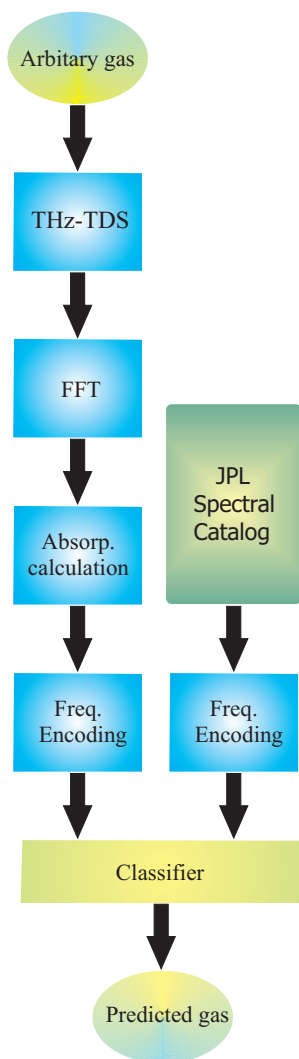 Arbitary gas
THz-TDS
FFT
JPL
Spectral
Catalog
Absorp.
calculation
Freq.
Encoding
Freq.
Encoding
Classifier
Predicted gas